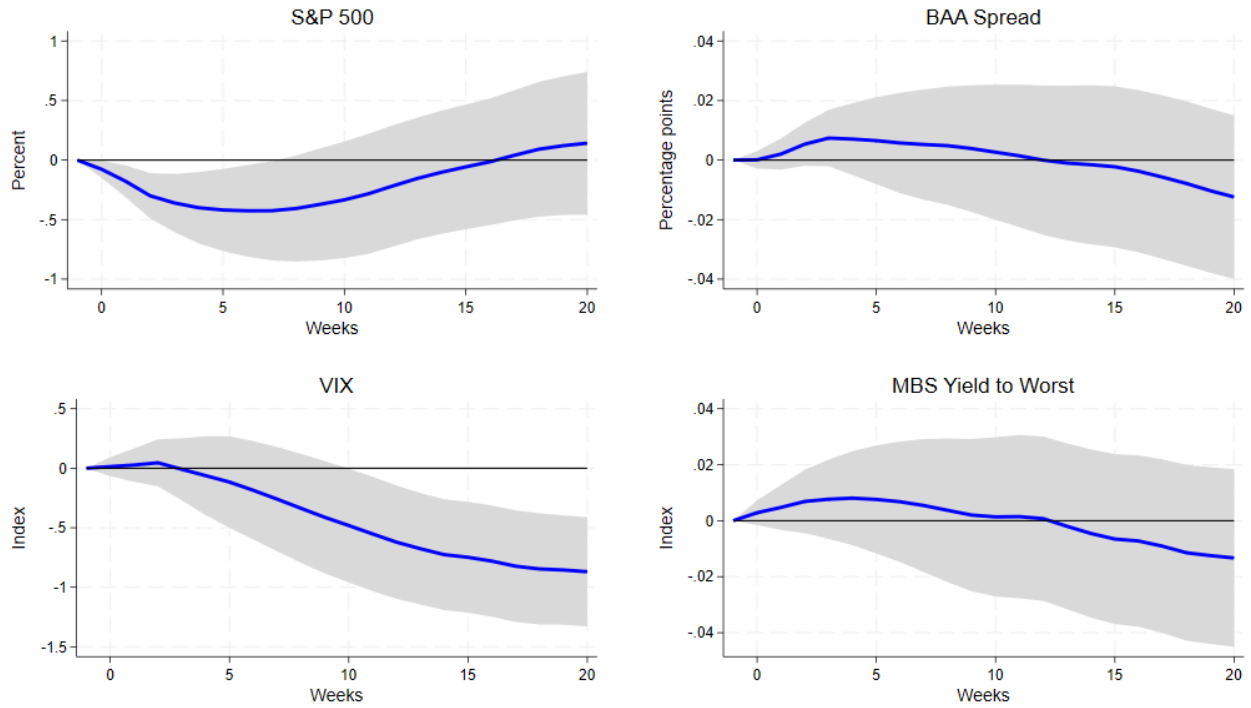 S&P 500
1
.5
0
-.5
-1
Percent
0 5 10 15 20
Weeks
BAA Spread
.04
.02
0
-.02
-.04
Percentage points
0 5 10 15 20
Weeks
VIX
.5
0
-.5
-1
-1.5
Index
0 5 10 15 20
Weeks
MBS Yield to Worst
.04
.02
0
-.02
-.04
Index
0 5 10 15 20
Weeks